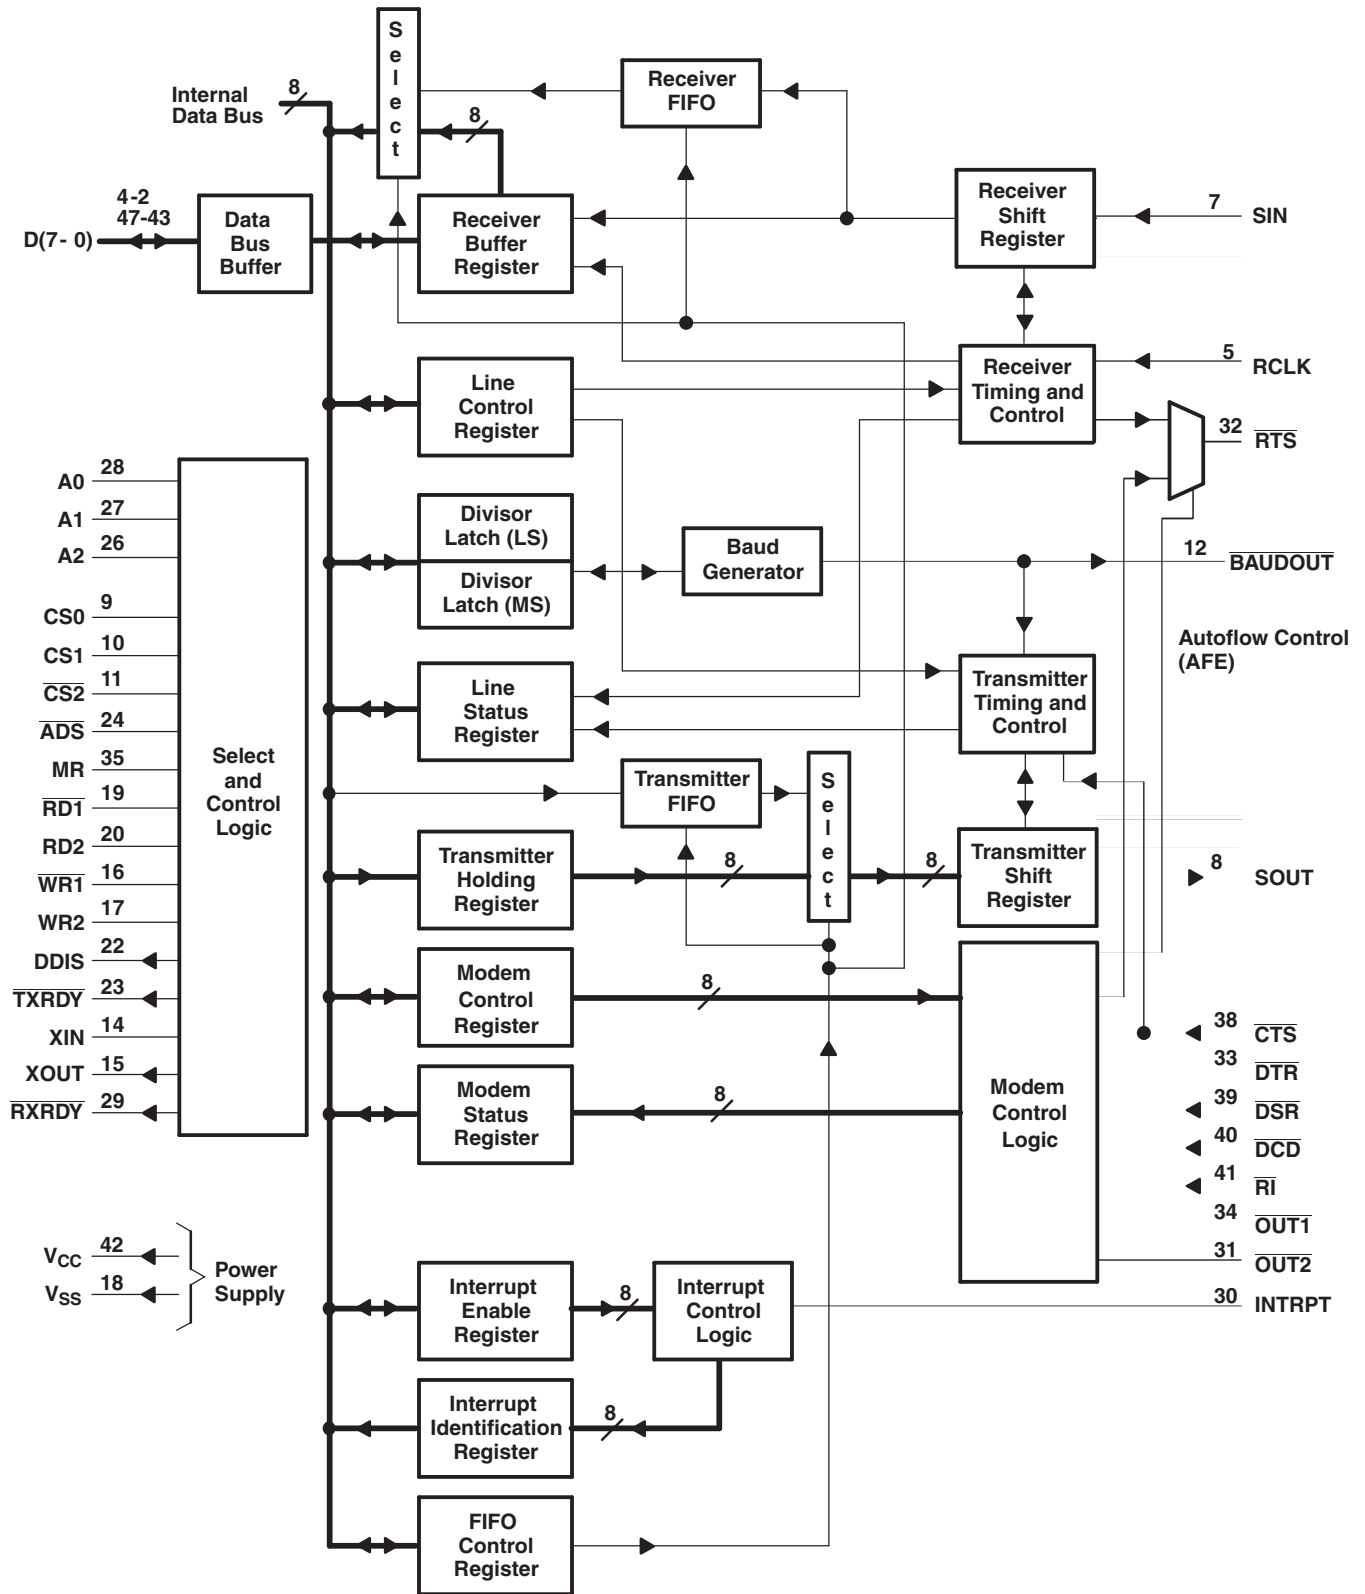 S
e
l
e
c
t
Internal
Data Bus
8
8
Receiver
FIFO
4-2
47-43
D(7- 0)
Data
Bus
Buffer
Receiver
Buffer
Register
Receiver
Shift
Register
7
SIN
Line
Control
Register
Receiver
Timing and
Control
5
RCLK
32
RTS
Select
and
Control
Logic
A0
28
A1
27
A2
26
CS0
9
CS1
10
CS2
11
ADS
24
MR
35
RD1
19
RD2
20
WR1
16
WR2
17
DDIS
22
TXRDY
23
XIN
14
XOUT
15
RXRDY
29
Divisor
Latch (LS)
Divisor
Latch (MS)
Baud
Generator
12
BAUDOUT
Autoflow Control
(AFE)
Line
Status
Register
Transmitter
Timing and
Control
Transmitter
FIFO
S
e
l
e
c
t
Transmitter
Holding
Register
8
8
Transmitter
Shift
Register
8
SOUT
Modem
Control
Register
8
Modem
Status
Register
8
Modem
Control
Logic
38
CTS
33
DTR
39
DSR
40
DCD
41
RI
34
OUT1
31
OUT2
VCC
42
VSS
18
Power
Supply
Interrupt
Enable
Register
8
Interrupt
Control
Logic
30
INTRPT
Interrupt
Identification
Register
8
FIFO
Control
Register